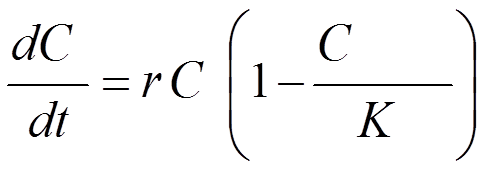 dC/dt = r C (1 - C/K)